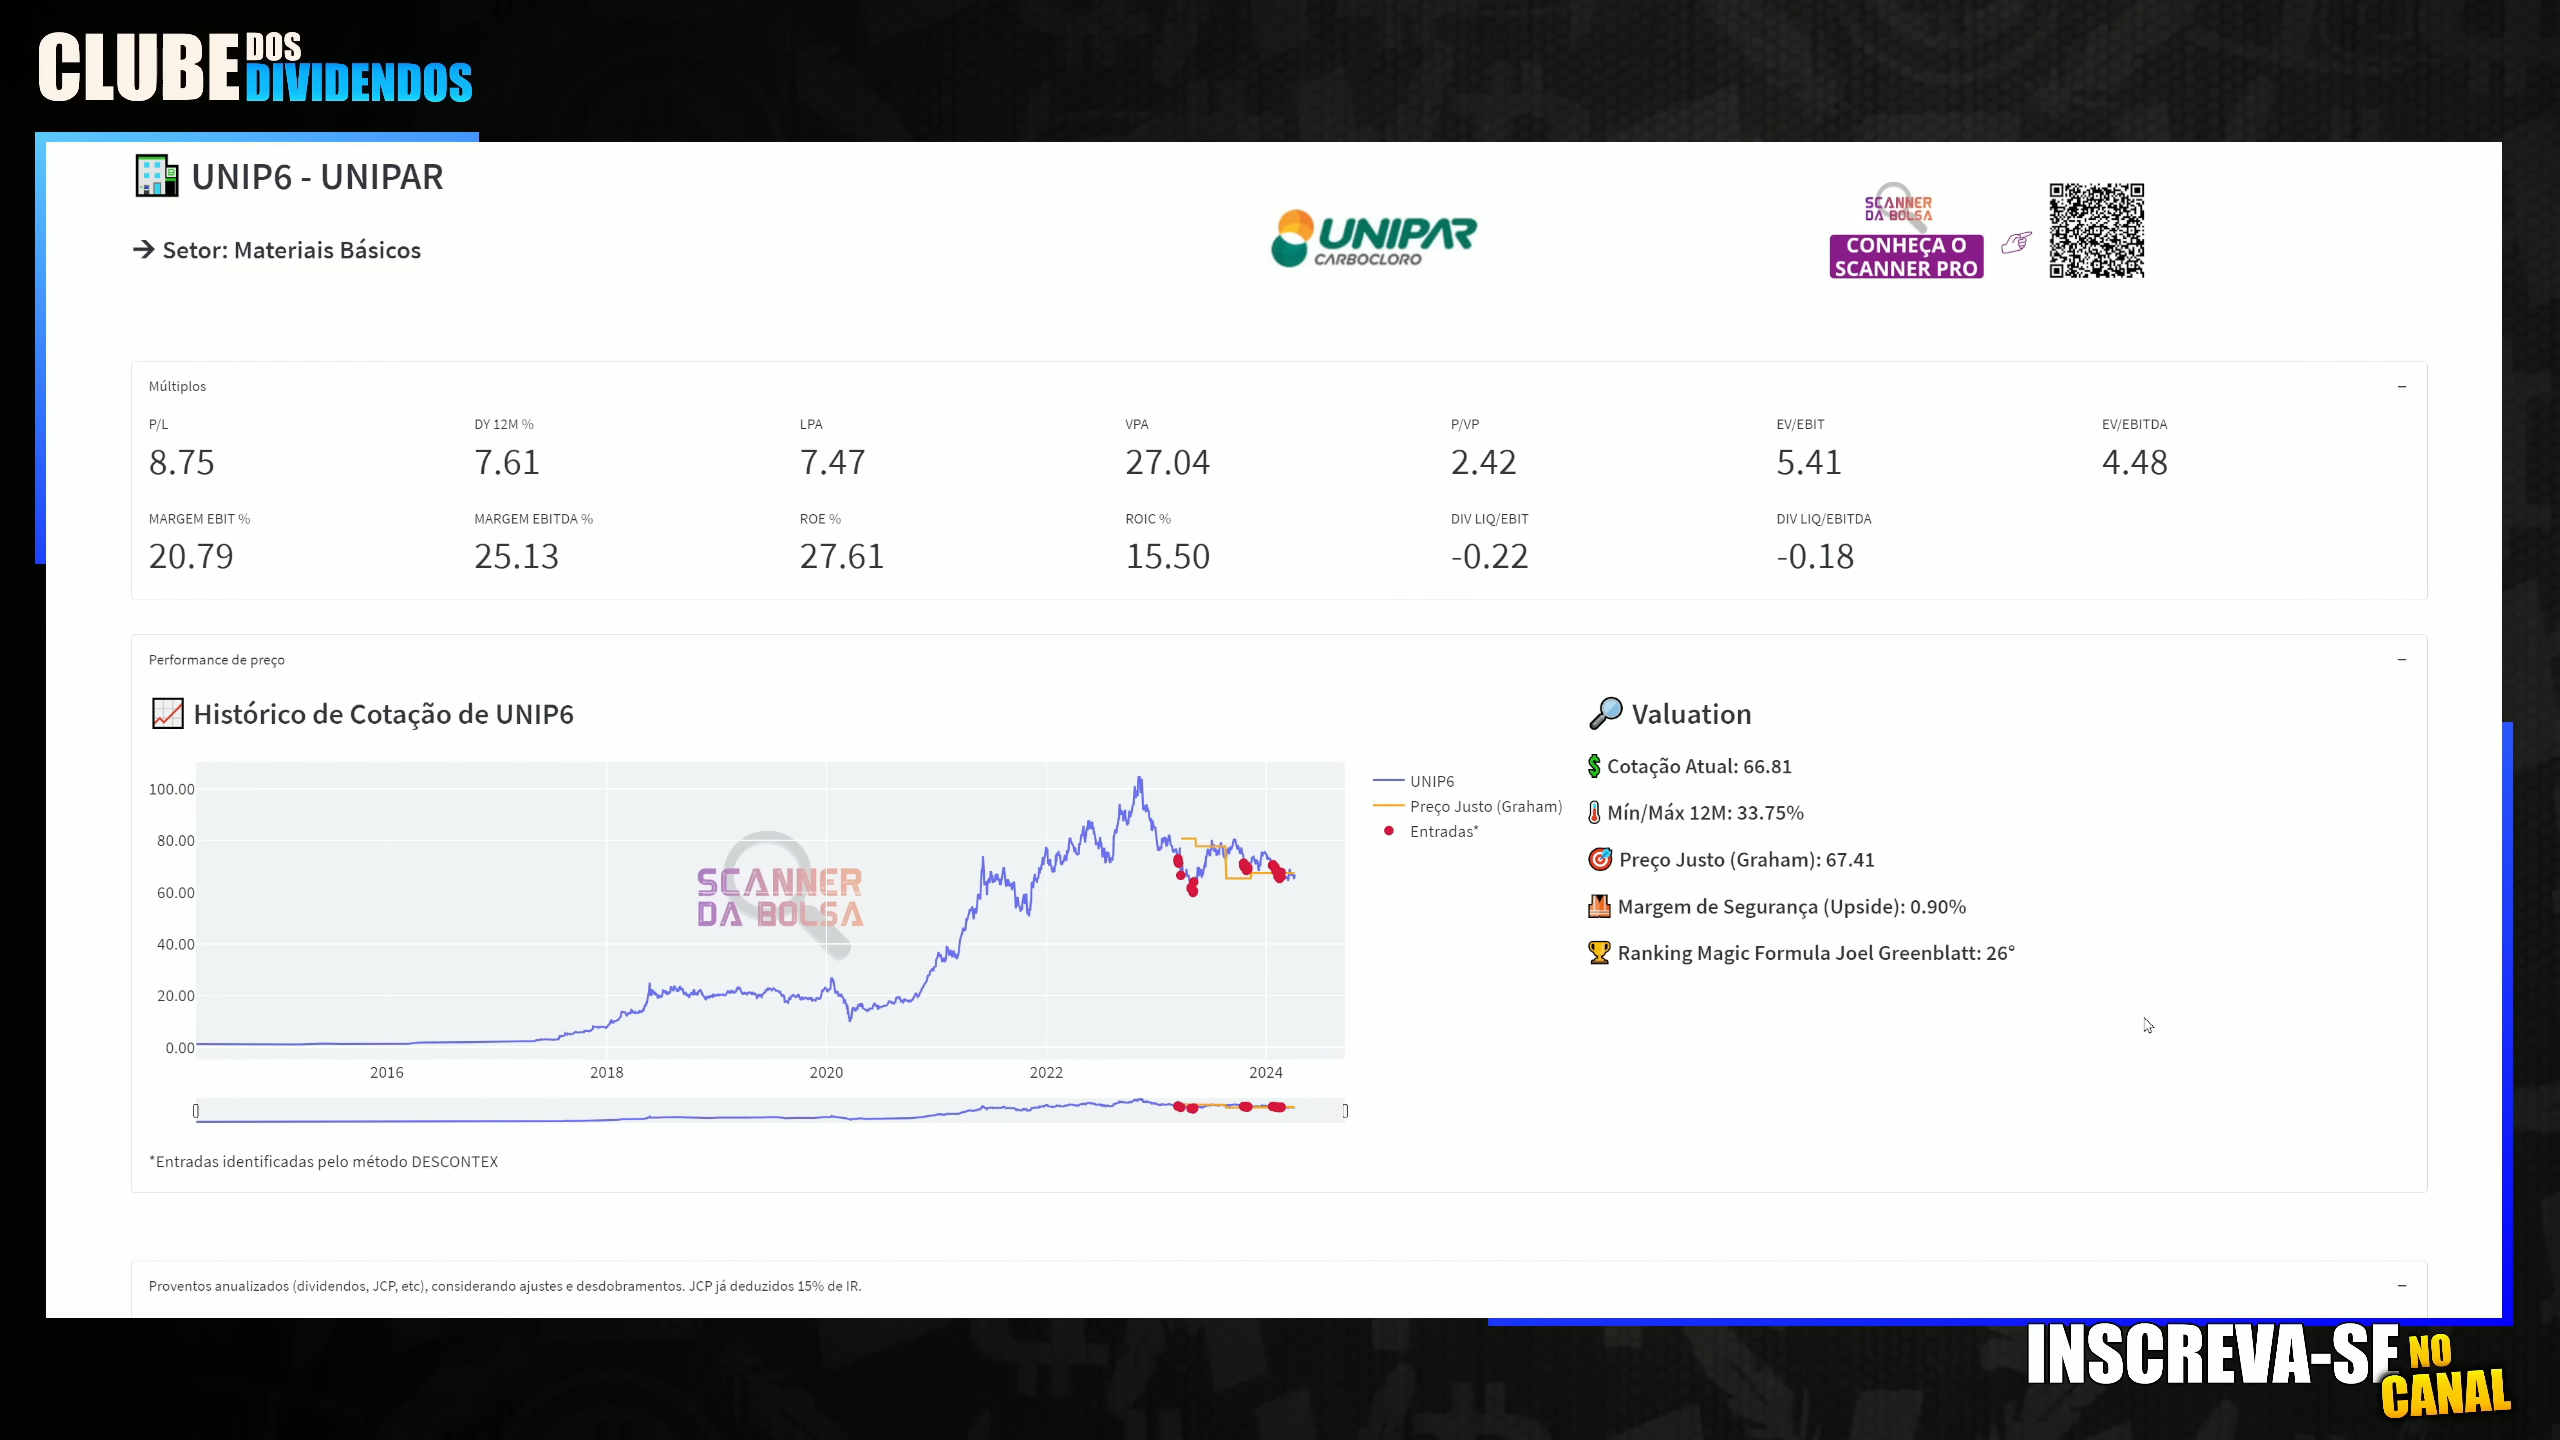 CLUBE DOS DIVIDENDOS
UNIP6 - UNIPAR
→ Setor: Materiais Básicos
UNIPAR
CARBOCLORO
SCANNER
DA BOLSA
CONHEÇA O
SCANNER PRO
Múltiplos
P/L DY 12M % LPA VPA P/VP EV/EBIT EV/EBITDA
8.75 7.61 7.47 27.04 2.42 5.41 4.48
MARGEM EBIT % MARGEM EBITDA % ROE % ROIC % DIV LIQ/EBIT DIV LIQ/EBITDA
20.79 25.13 27.61 15.50 -0.22 -0.18
Performance de preço
Histórico de Cotação de UNIP6
100.00
80.00
60.00
40.00
20.00
0.00
2016 2018 2020 2022 2024
SCANNER
DA BOLSA
UNIP6
Preço Justo (Graham)
Entradas*
*Entradas identificadas pelo método DESCONTEX
Valuation
Cotação Atual: 66.81
Mín/Máx 12M: 33.75%
Preço Justo (Graham): 67.41
Margem de Segurança (Upside): 0.90%
Ranking Magic Formula Joel Greenblatt: 26°
Proventos anualizados (dividendos, JCP, etc), considerando ajustes e desdobramentos. JCP já deduzidos 15% de IR.
INSCREVA-SE NO
CANAL